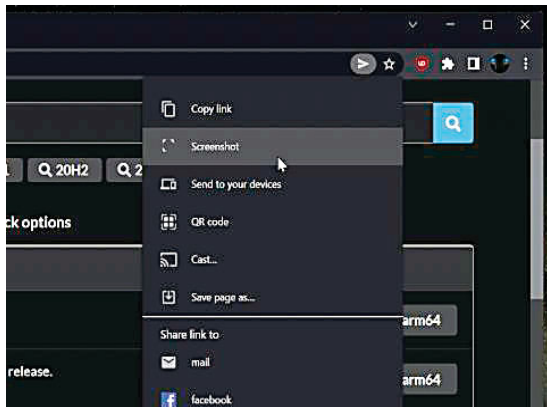 Copy link
Screenshot
20H2
2
Send to your devices
ck options
QR code
Cast...
Save page as...
arm64
Share link to
mail
release.
arm64
facebook